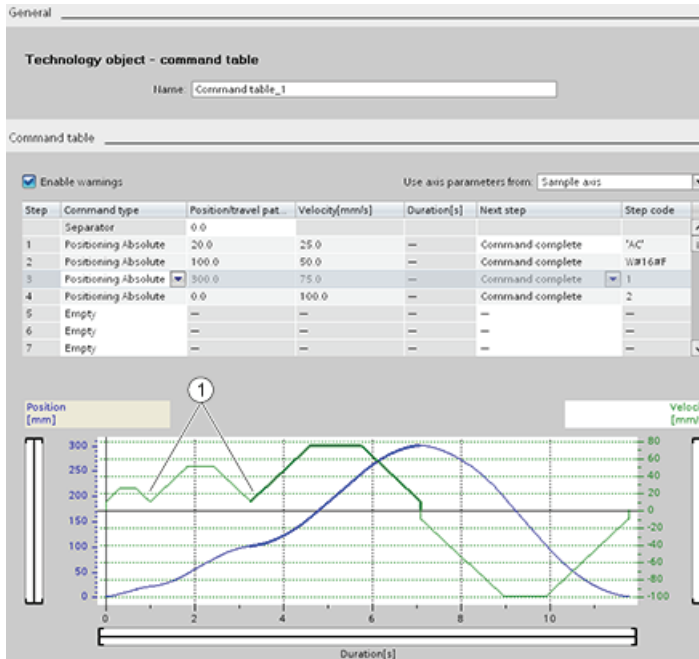 General
Technology object - command table
Name: Command table_1
Command table
Enable warnings Use axis parameters from: Sample axis
Step Command type Position/travel pat... Velocity[mm/s] Duration[s] Next step Step code
Separator 0.0
1 Positioning Absolute 20.0 25.0 — Command complete 'AC'
2 Positioning Absolute 100.0 50.0 — Command complete W#16#F
3 Positioning Absolute 300.0 75.0 — Command complete 1
4 Positioning Absolute 0.0 100.0 — Command complete 2
5 Empty — — — — —
6 Empty — — — — —
7 Empty — — — — —
1
Position Veloci
[mm] [mm/
300 80
250 60
200 40
150 20
100 -0
50 -20
0 -40
-60
-80
-100
0 2 4 6 8 10
Duration[s]